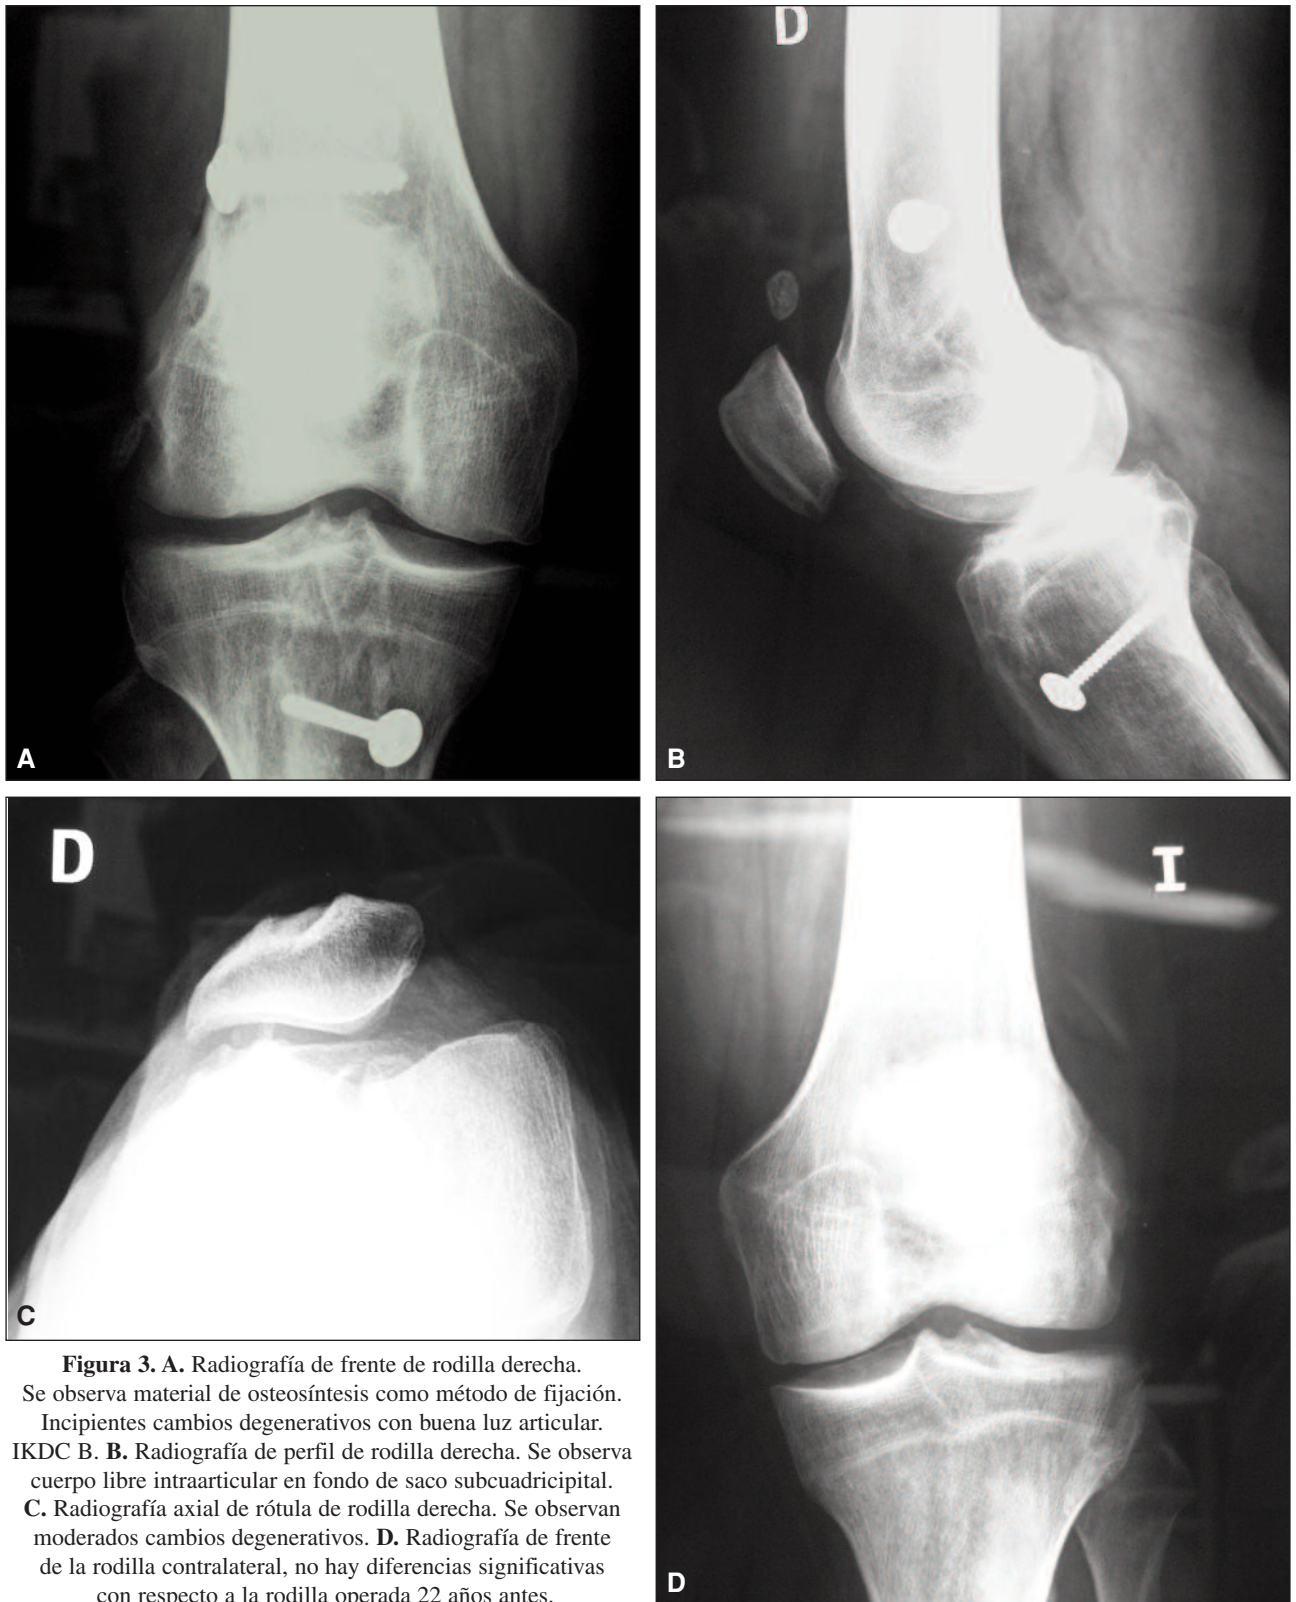 D
A
B
D
C
I
D
Figura 3. A. Radiografía de frente de rodilla derecha.
Se observa material de osteosíntesis como método de fijación.
Incipientes cambios degenerativos con buena luz articular.
IKDC B. B. Radiografía de perfil de rodilla derecha. Se observa
cuerpo libre intraarticular en fondo de saco subcuadricipital.
C. Radiografía axial de rótula de rodilla derecha. Se observan
moderados cambios degenerativos. D. Radiografía de frente
de la rodilla contralateral, no hay diferencias significativas
con respecto a la rodilla operada 22 años antes.